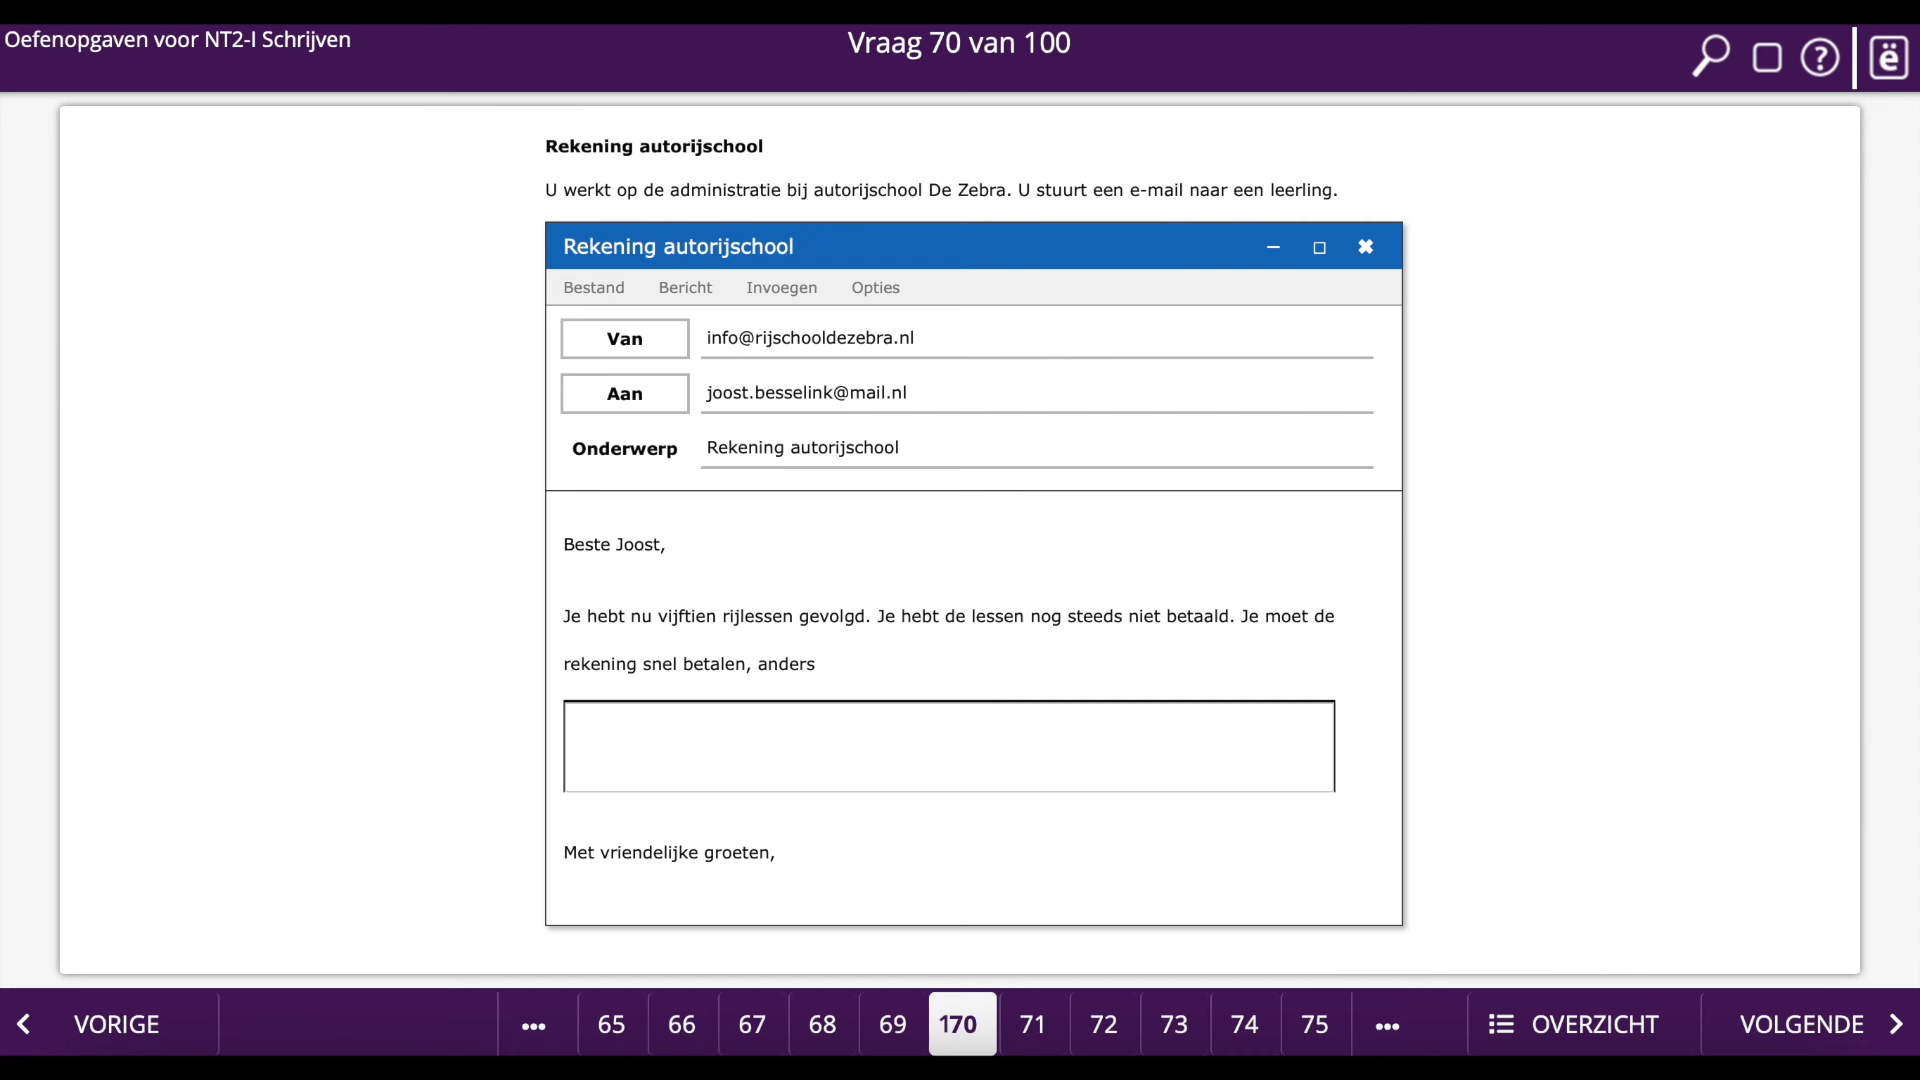 Oefenopgaven voor NT2-I Schrijven
Vraag 70 van 100
ë
Rekening autorijschool
U werkt op de administratie bij autorijschool De Zebra. U stuurt een e-mail naar een leerling.
Rekening autorijschool
Bestand Bericht Invoegen Opties
Van info@rijschooldezebra.nl
Aan joost.besselink@mail.nl
Onderwerp Rekening autorijschool
Beste Joost,
Je hebt nu vijftien rijlessen gevolgd. Je hebt de lessen nog steeds niet betaald. Je moet de
rekening snel betalen, anders
Met vriendelijke groeten,
VORIGE ... 65 66 67 68 69 170 71 72 73 74 75 ... OVERZICHT VOLGENDE